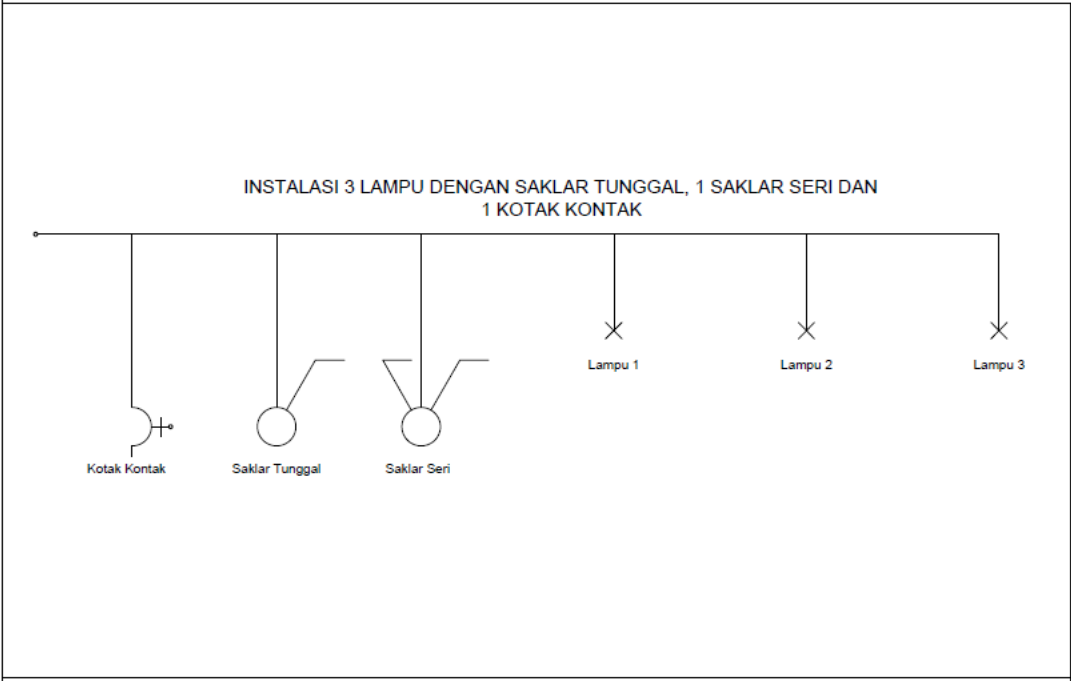 INSTALASI 3 LAMPU DENGAN SAKLAR TUNGGAL, 1 SAKLAR SERI DAN
1 KOTAK KONTAK
Lampu 1
Lampu 2
Lampu 3
Kotak Kontak
Saklar Tunggal
Saklar Seri